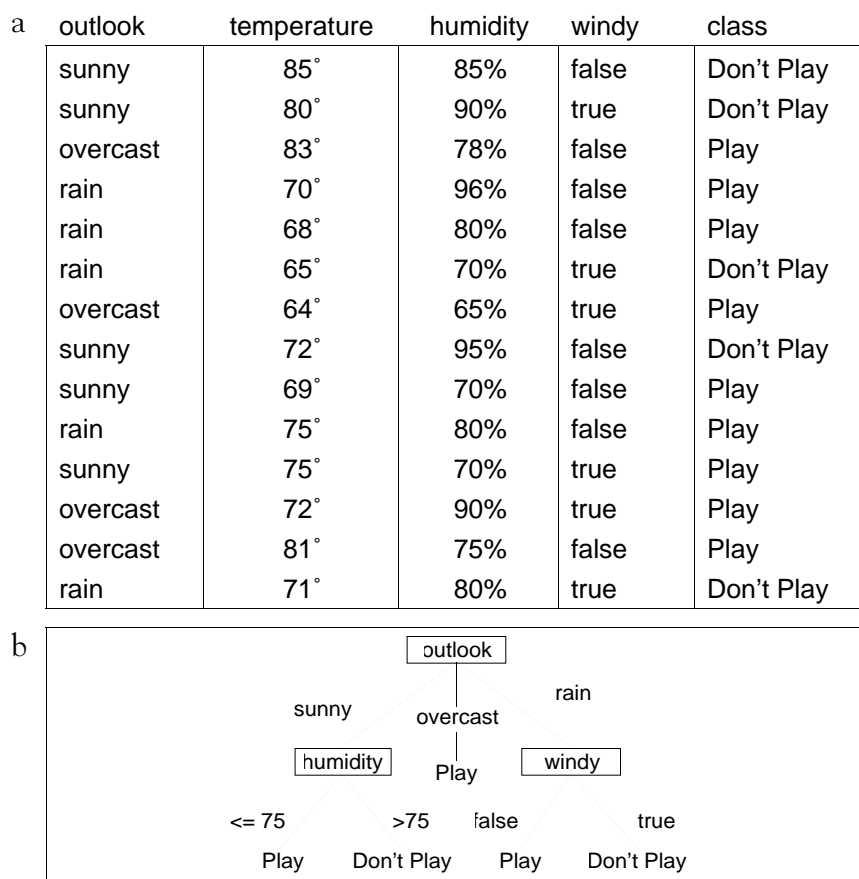 a outlook temperature humidity windy class
sunny 85° 85% false Don't Play
sunny 80° 90% true Don't Play
overcast 83° 78% false Play
rain 70° 96% false Play
rain 68° 80% false Play
rain 65° 70% true Don't Play
overcast 64° 65% true Play
sunny 72° 95% false Don't Play
sunny 69° 70% false Play
rain 75° 80% false Play
sunny 75° 70% true Play
overcast 72° 90% true Play
overcast 81° 75% false Play
rain 71° 80% true Don't Play
b outlook
sunny overcast rain
humidity Play windy
<= 75 >75 false true
Play Don't Play Play Don't Play